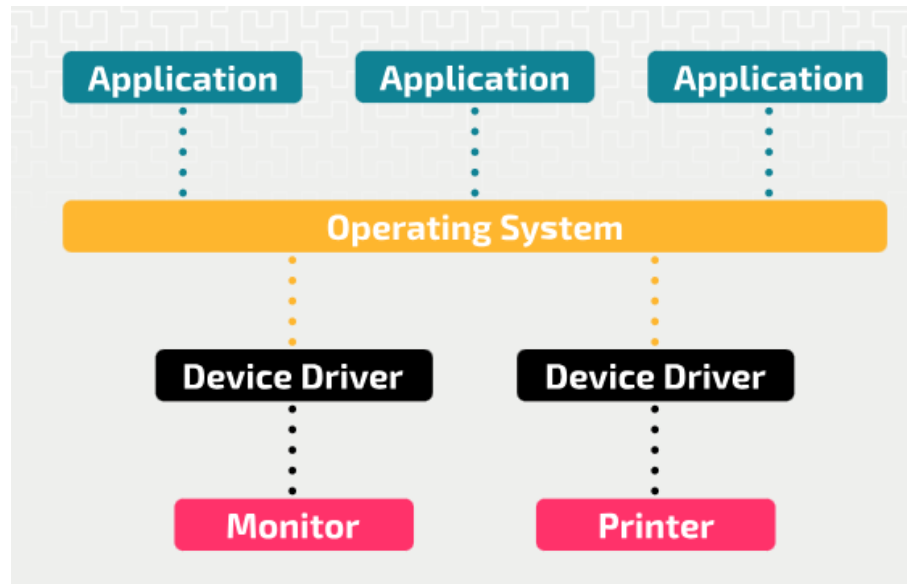 Application
Application
Application
Operating System
Device Driver
Device Driver
Monitor
Printer